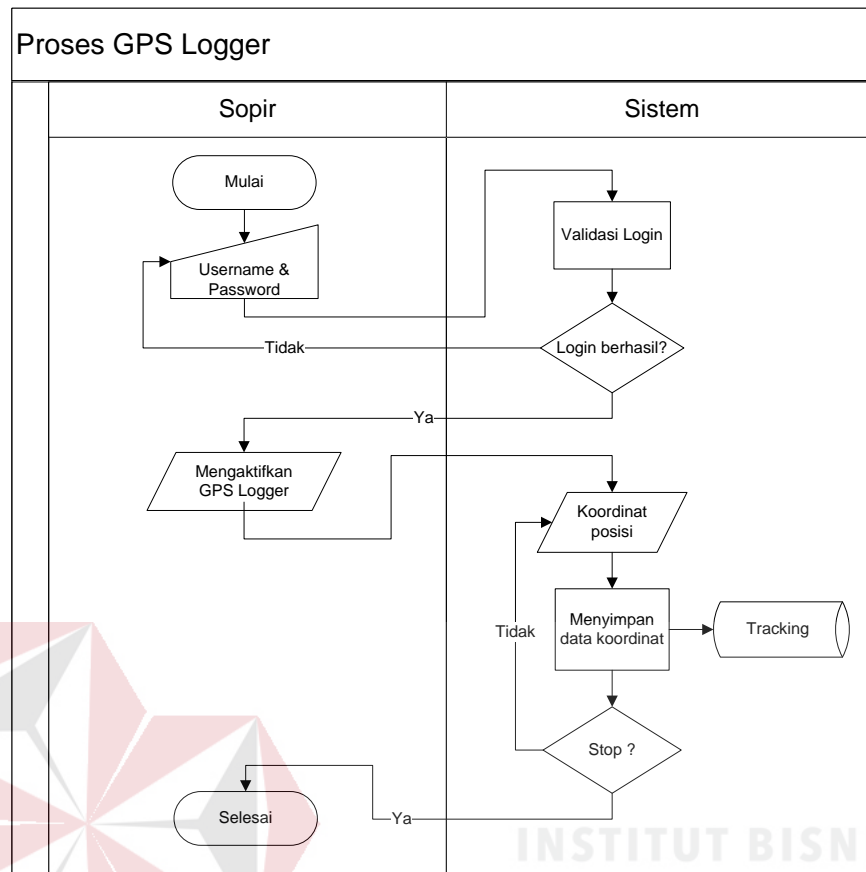 Proses GPS Logger
Sopir
Sistem
Mulai
Username &
Password
Validasi Login
Login berhasil?
Tidak
Ya
Mengaktifkan
GPS Logger
Koordinat
posisi
Menyimpan
data koordinat
Tracking
Tidak
Stop ?
Ya
Selesai
INSTITUT BISN